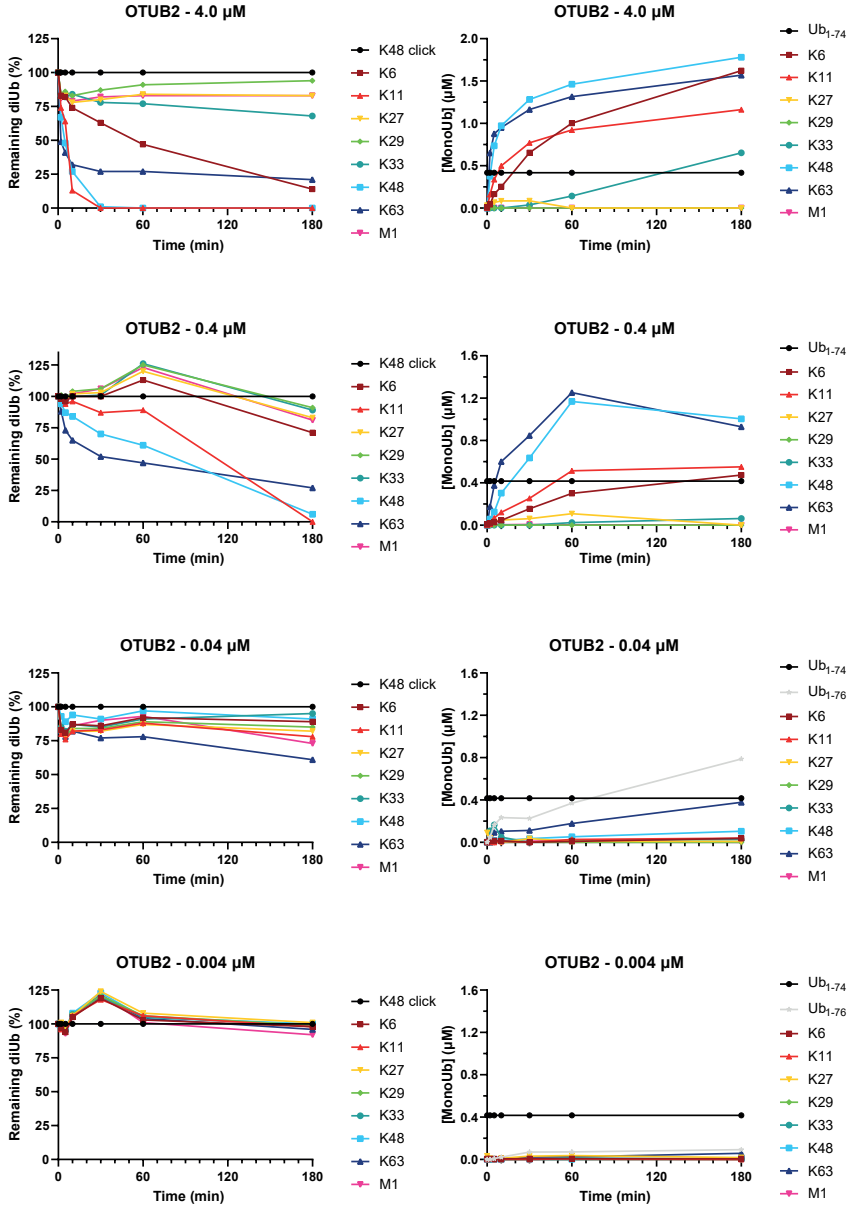 OTUB2 - 4.0 µM
Remaining diUb (%)
125
100
75
50
25
0
0
60
120
180
Time (min)
K48 click
K6
K11
K27
K29
K33
K48
K63
M1
OTUB2 - 4.0 µM
[MonoUb] (µM)
2.0
1.5
1.0
0.5
0.0
0
60
120
180
Time (min)
Ub1-74
K6
K11
K27
K29
K33
K48
K63
M1
OTUB2 - 0.4 µM
Remaining diUb (%)
125
100
75
50
25
0
0
60
120
180
Time (min)
K48 click
K6
K11
K27
K29
K33
K48
K63
M1
OTUB2 - 0.4 µM
[MonoUb] (µM)
1.6
1.2
0.8
0.4
0.0
0
60
120
180
Time (min)
Ub1-74
K6
K11
K27
K29
K33
K48
K63
M1
OTUB2 - 0.04 µM
Remaining diUb (%)
125
100
75
50
25
0
0
60
120
180
Time (min)
K48 click
K6
K11
K27
K29
K33
K48
K63
M1
OTUB2 - 0.04 µM
[MonoUb] (µM)
1.6
1.2
0.8
0.4
0.0
0
60
120
180
Time (min)
Ub1-74
Ub1-76
K6
K11
K27
K29
K33
K48
K63
M1
OTUB2 - 0.004 µM
Remaining diUb (%)
125
100
75
50
25
0
0
60
120
180
Time (min)
K48 click
K6
K11
K27
K29
K33
K48
K63
M1
OTUB2 - 0.004 µM
[MonoUb] (µM)
1.6
1.2
0.8
0.4
0.0
0
60
120
180
Time (min)
Ub1-74
Ub1-76
K6
K11
K27
K29
K33
K48
K63
M1